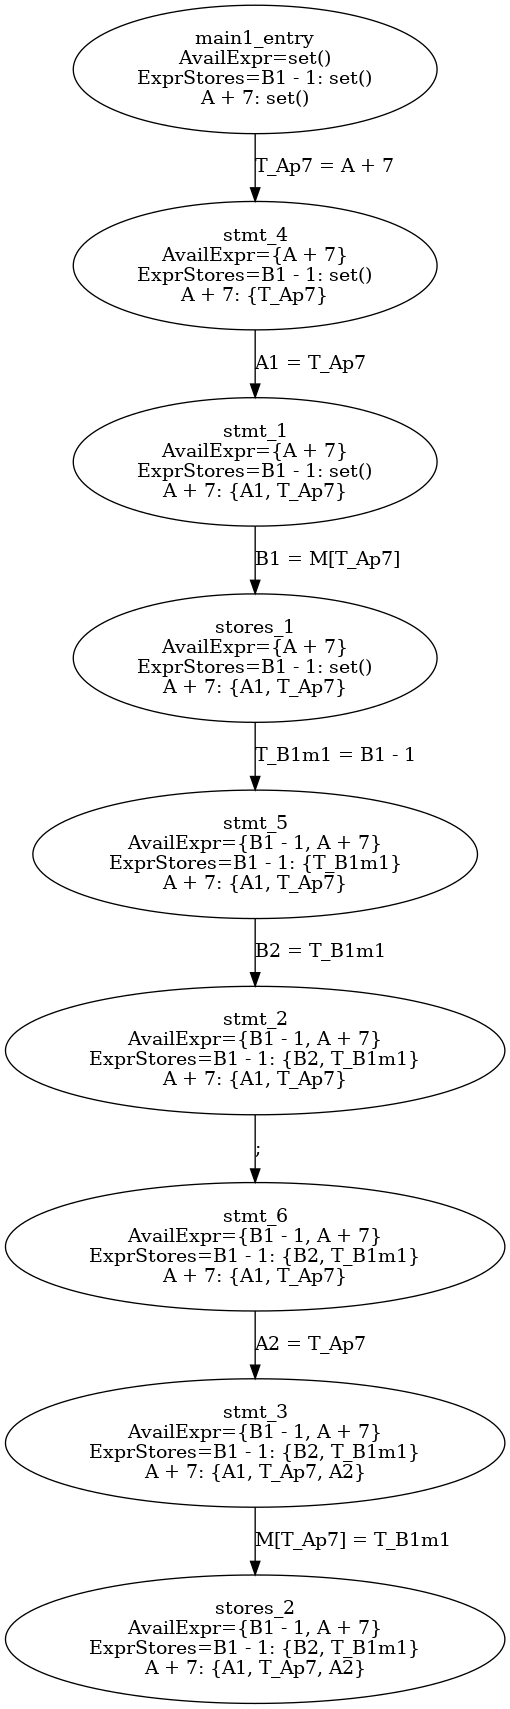 main1_entry
AvailExpr=set()
ExprStores=B1 - 1: set()
A + 7: set()
T_Ap7 = A + 7
stmt_4
AvailExpr={A + 7}
ExprStores=B1 - 1: set()
A + 7: {T_Ap7}
A1 = T_Ap7
stmt_1
AvailExpr={A + 7}
ExprStores=B1 - 1: set()
A + 7: {A1, T_Ap7}
B1 = M[T_Ap7]
stores_1
AvailExpr={A + 7}
ExprStores=B1 - 1: set()
A + 7: {A1, T_Ap7}
T_B1m1 = B1 - 1
stmt_5
AvailExpr={B1 - 1, A + 7}
ExprStores=B1 - 1: {T_B1m1}
A + 7: {A1, T_Ap7}
B2 = T_B1m1
stmt_2
AvailExpr={B1 - 1, A + 7}
ExprStores=B1 - 1: {B2, T_B1m1}
A + 7: {A1, T_Ap7}
;
stmt_6
AvailExpr={B1 - 1, A + 7}
ExprStores=B1 - 1: {B2, T_B1m1}
A + 7: {A1, T_Ap7}
A2 = T_Ap7
stmt_3
AvailExpr={B1 - 1, A + 7}
ExprStores=B1 - 1: {B2, T_B1m1}
A + 7: {A1, T_Ap7, A2}
M[T_Ap7] = T_B1m1
stores_2
AvailExpr={B1 - 1, A + 7}
ExprStores=B1 - 1: {B2, T_B1m1}
A + 7: {A1, T_Ap7, A2}